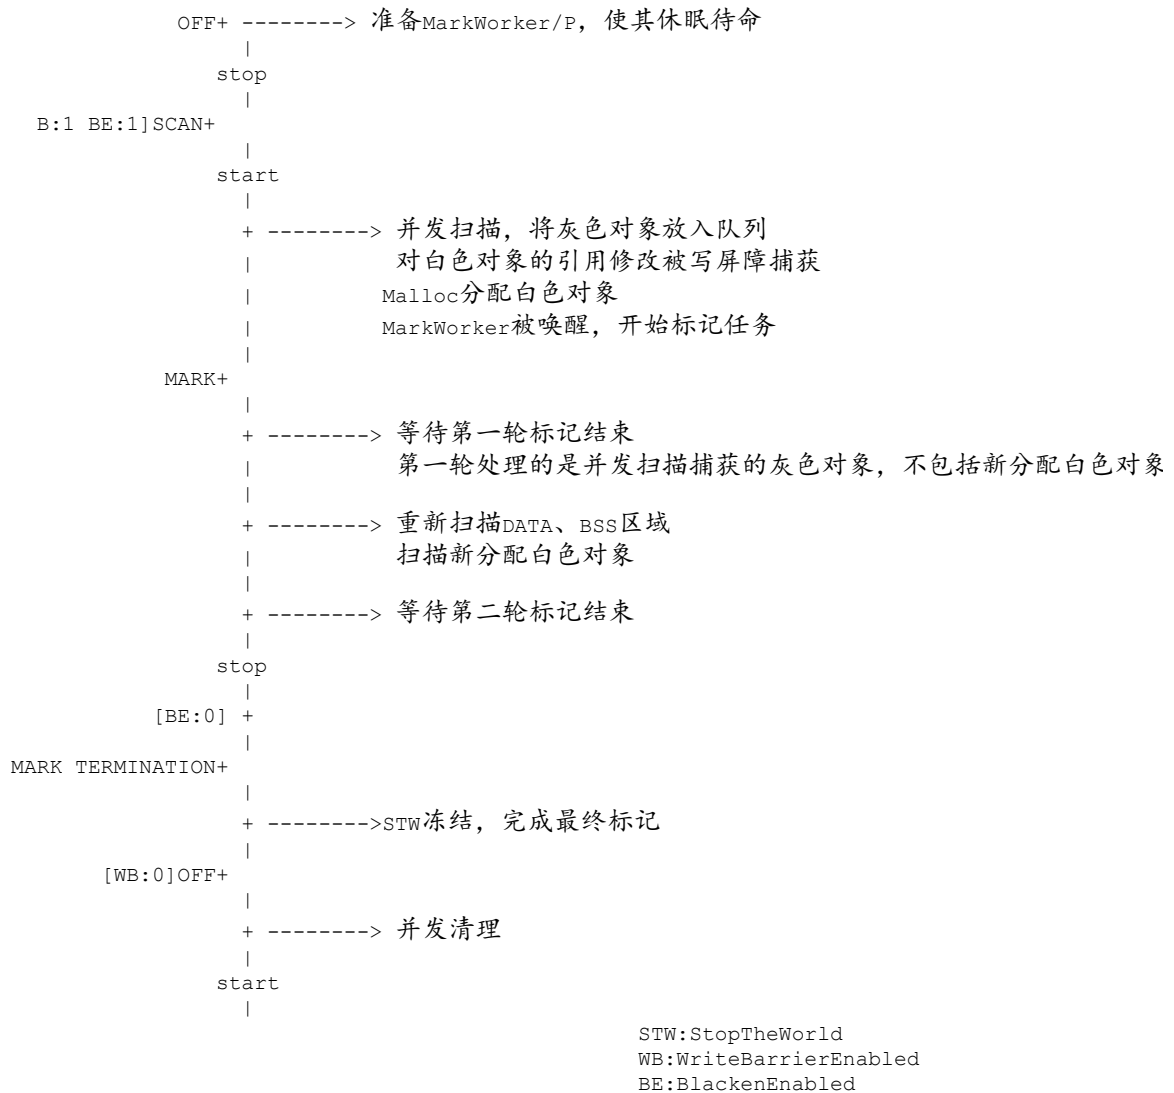 OFF+ --------> 准备MarkWorker/P，使其休眠待命
|
stop
|
B:1 BE:1]SCAN+
|
start
|
+ --------> 并发扫描，将灰色对象放入队列
| 对白色对象的引用修改被写屏障捕获
| Malloc分配白色对象
| MarkWorker被唤醒，开始标记任务
|
MARK+
|
+ --------> 等待第一轮标记结束
| 第一轮处理的是并发扫描捕获的灰色对象，不包括新分配白色对象
|
+ --------> 重新扫描DATA、BSS区域
| 扫描新分配白色对象
|
+ --------> 等待第二轮标记结束
|
stop
|
[BE:0] +
|
MARK TERMINATION+
|
+ -------->STW冻结，完成最终标记
|
[WB:0]OFF+
|
+ --------> 并发清理
|
start
|
STW:StopTheWorld
WB:WriteBarrierEnabled
BE:BlackenEnabled